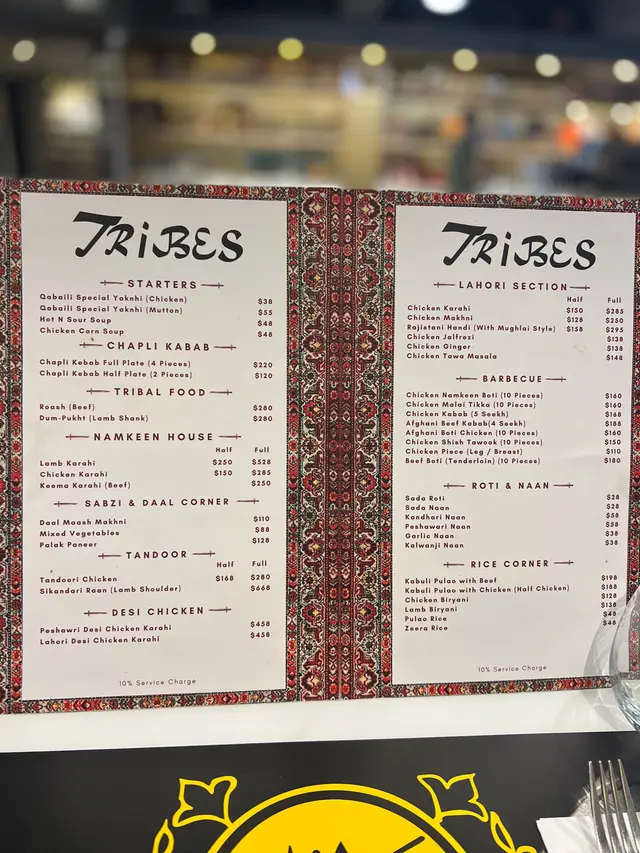 TRiBES
STARTERS
Qabaili Special Yaknhi (Chicken) $38
Qabaili Special Yaknhi (Mutton) $55
Hot N Sour Soup $48
Chicken Corn Soup $48
CHAPLI KABAB
Chapli Kebab Full Plate (4 Pieces) $220
Chapli Kebab Half Plate (2 Pieces) $120
TRIBAL FOOD
Roash (Beef) $280
Dum-Pukht (Lamb Shank) $280
NAMKEEN HOUSE
Half Full
Lamb Karahi $250 $528
Chicken Karahi $150 $285
Keema Karahi (Beef) $250
SABZI & DAAL CORNER
Daal Maash Makhni $110
Mixed Vegetables $88
Palak Paneer $128
TANDOOR
Half Full
Tandoori Chicken $168 $280
Sikandari Raan (Lamb Shoulder) $668
DESI CHICKEN
Peshawri Desi Chicken Karahi $458
Lahori Desi Chicken Karahi $458
10% Service Charge
TRiBES
LAHORI SECTION
Half Full
Chicken Karahi $150 $285
Chicken Makhni $128 $250
Rajistani Handi (With Mughlai Style) $158 $295
Chicken Jalfrezi $138
Chicken Ginger $138
Chicken Tawa Masala $148
BARBECUE
Chicken Namkeen Boti (10 Pieces) $160
Chicken Malai Tikka (10 Pieces) $160
Chicken Kabab (5 Seekh) $168
Afghani Beef Kabab(4 Seekh) $188
Afghani Boti Chicken (10 Pieces) $160
Chicken Shish Tawook (10 Pieces) $150
Chicken Piece (Leg / Breast) $110
Beef Boti (Tenderloin) (10 Pieces) $180
ROTI & NAAN
Sada Roti $28
Sada Naan $28
Kandhari Naan $58
Peshawari Naan $58
Garlic Naan $38
Kalwanji Naan $38
RICE CORNER
Kabuli Pulao with Beef $198
Kabuli Pulao with Chicken (Half Chicken) $188
Chicken Biryani $128
Lamb Biryani $138
Pulao Rice $48
Zeera Rice $48
10% Service Charge